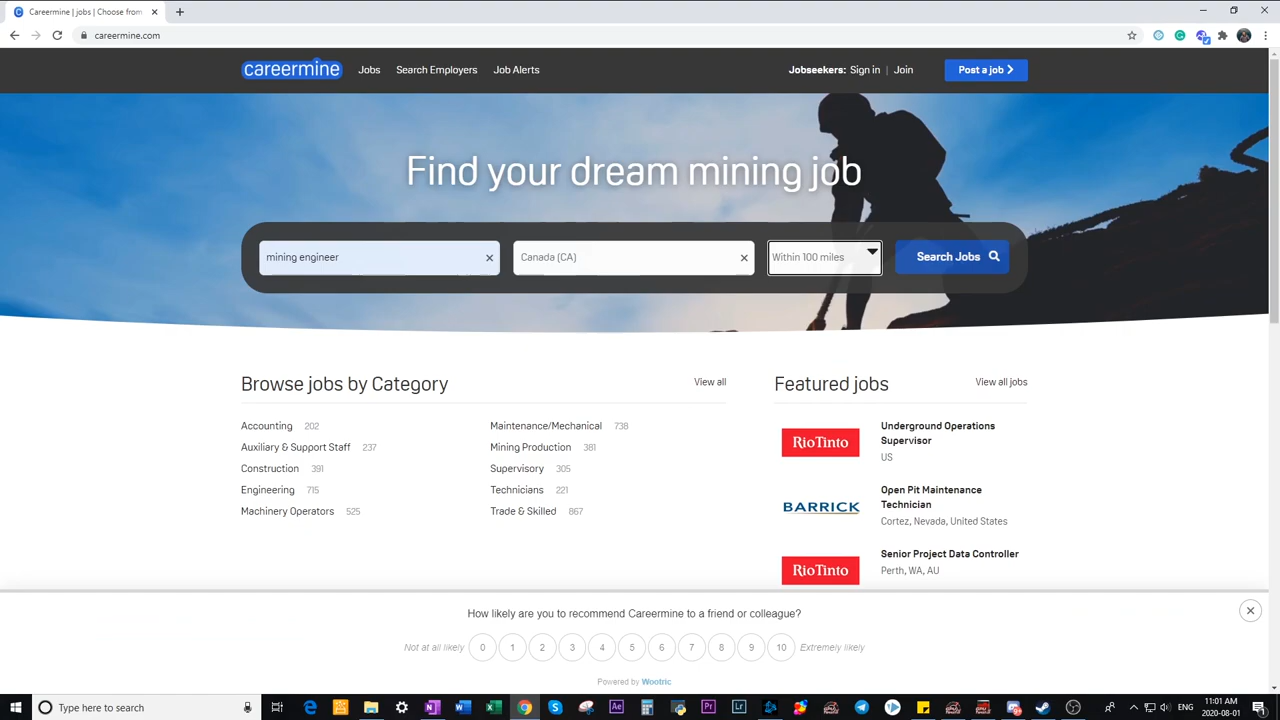 Careermine | jobs | Choose from
careermine.com
careermine Jobs Search Employers Job Alerts Jobseekers: Sign in | Join Post a job
Find your dream mining job
mining engineer Canada (CA) Within 100 miles Search Jobs
Browse jobs by Category View all
Accounting 202 Maintenance/Mechanical 738
Auxiliary & Support Staff 237 Mining Production 381
Construction 391 Supervisory 305
Engineering 715 Technicians 221
Machinery Operators 525 Trade & Skilled 867
Featured jobs View all jobs
RioTinto
Underground Operations
Supervisor
US
BARRICK
Open Pit Maintenance
Technician
Cortez, Nevada, United States
RioTinto
Senior Project Data Controller
Perth, WA, AU
How likely are you to recommend Careermine to a friend or colleague?
Not at all likely 0 1 2 3 4 5 6 7 8 9 10 Extremely likely
Powered by Wootric
Type here to search
ENG
11:01 AM
2020-08-01